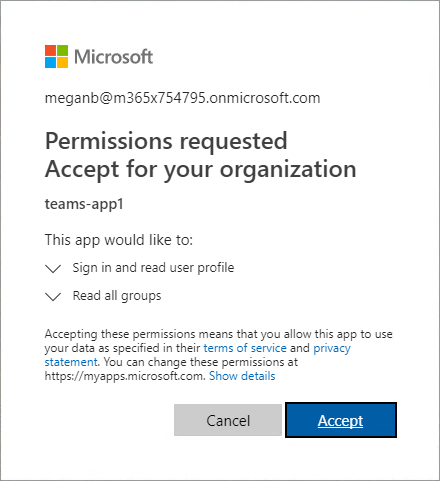 Microsoft
meganb@m365x754795.onmicrosoft.com
Permissions requested
Accept for your organization
teams-app1
This app would like to:
Sign in and read user profile
Read all groups
Accepting these permissions means that you allow this app to use
your data as specified in their terms of service and privacy
statement. You can change these permissions at
https://myapps.microsoft.com. Show details
Cancel
Accept